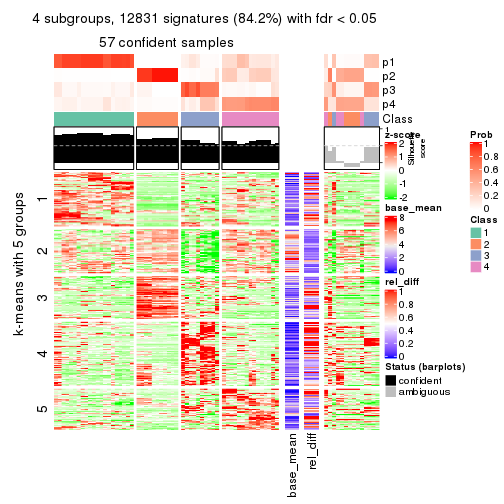 4 subgroups, 12831 signatures (84.2%) with fdr < 0.05
57 confident samples
p1
p2
p3
p4
Class
1
Silhouette
score
k-means with 5 groups
1
2
3
4
5
base_mean
rel_diff
z-score
2
1
0
-1
-2
base_mean
8
6
4
2
0
rel_diff
1
0.8
0.6
0.4
0.2
0
Status (barplots)
confident
ambiguous
Prob
1
0.8
0.6
0.4
0.2
0
Class
1
2
3
4